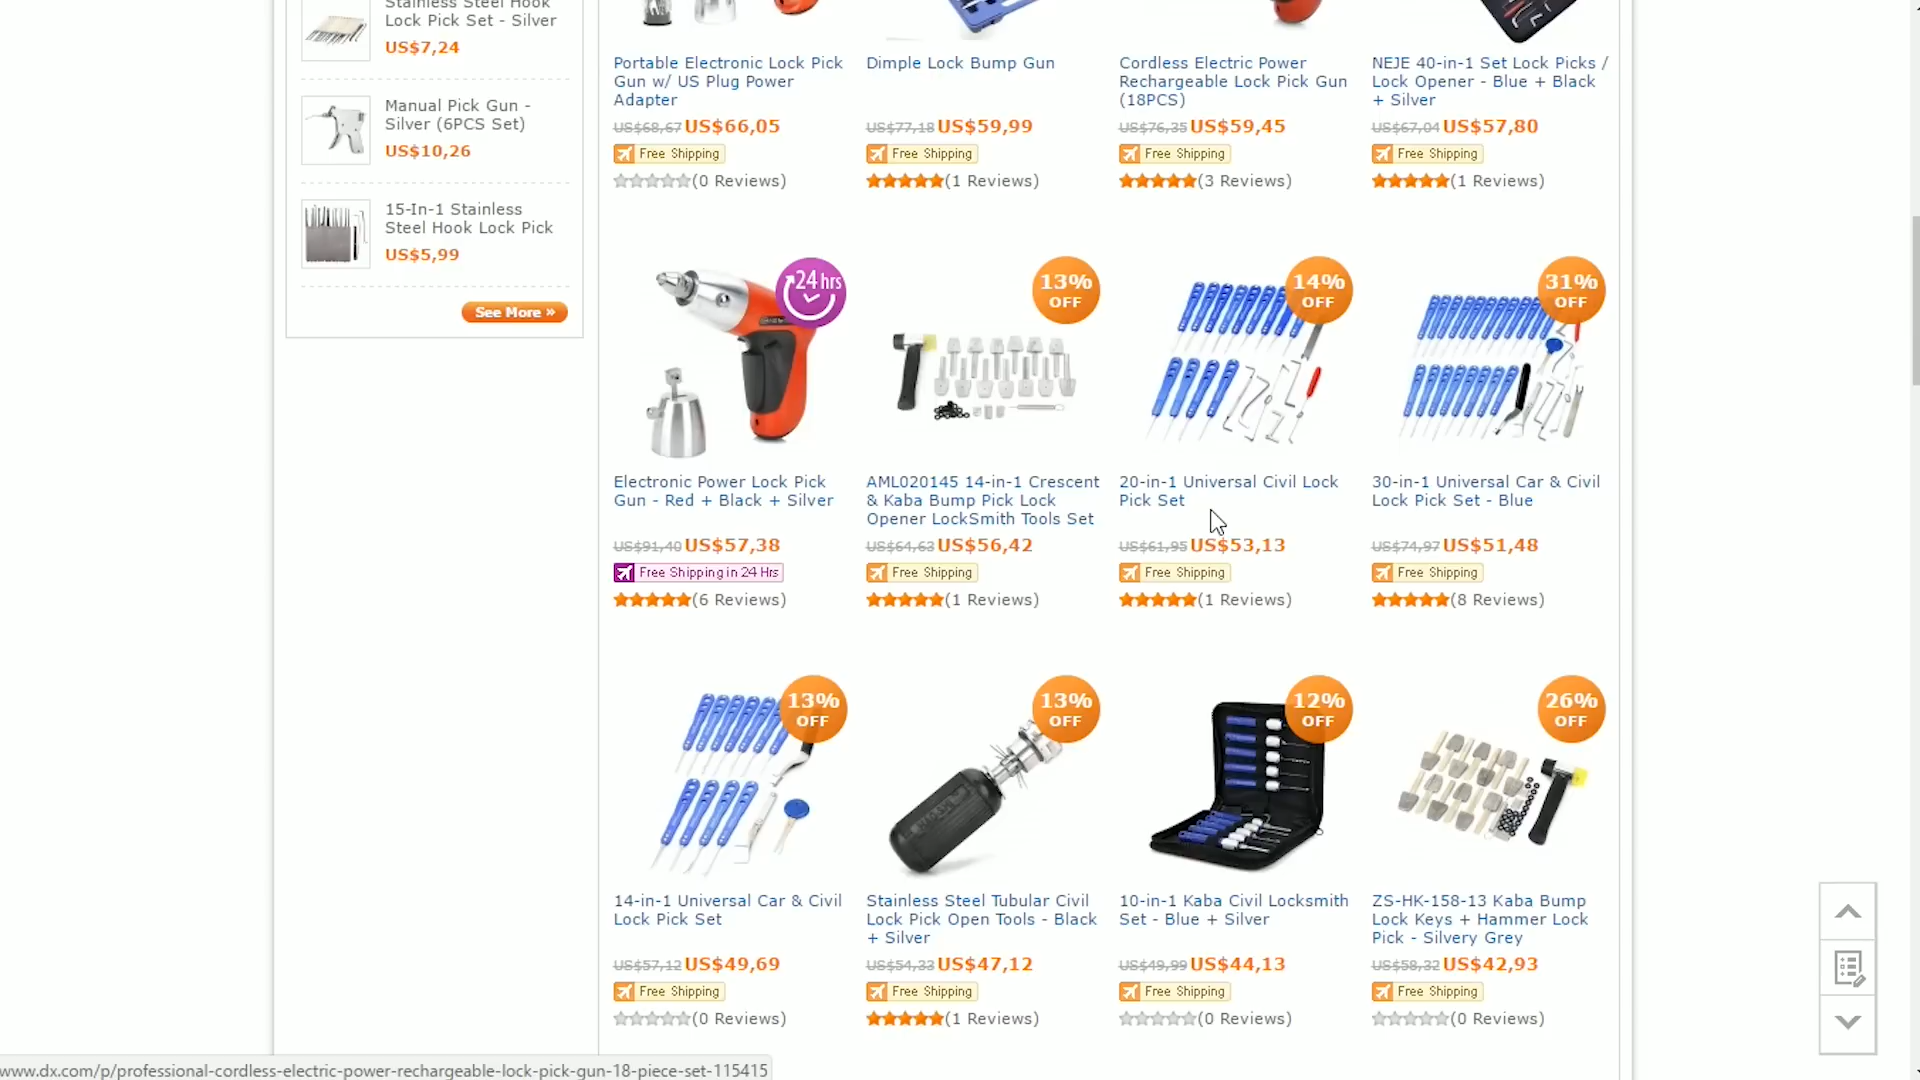 Stainless Steel Hook
Lock Pick Set - Silver
US$7,24
Manual Pick Gun -
Silver (6PCS Set)
US$10,26
15-In-1 Stainless
Steel Hook Lock Pick
US$5,99
See More »
Portable Electronic Lock Pick
Gun w/ US Plug Power
Adapter
US$68,67 US$66,05
Free Shipping
(0 Reviews)
Dimple Lock Bump Gun
US$77,18 US$59,99
Free Shipping
(1 Reviews)
Cordless Electric Power
Rechargeable Lock Pick Gun
(18PCS)
US$76,35 US$59,45
Free Shipping
(3 Reviews)
NEJE 40-in-1 Set Lock Picks /
Lock Opener - Blue + Black
+ Silver
US$67,04 US$57,80
Free Shipping
(1 Reviews)
24 hrs
Electronic Power Lock Pick
Gun - Red + Black + Silver
US$91,40 US$57,38
Free Shipping in 24 Hrs
(6 Reviews)
13%
OFF
AML020145 14-in-1 Crescent
& Kaba Bump Pick Lock
Opener LockSmith Tools Set
US$64,63 US$56,42
Free Shipping
(1 Reviews)
14%
OFF
20-in-1 Universal Civil Lock
Pick Set
US$61,95 US$53,13
Free Shipping
(1 Reviews)
31%
OFF
30-in-1 Universal Car & Civil
Lock Pick Set - Blue
US$74,97 US$51,48
Free Shipping
(8 Reviews)
13%
OFF
14-in-1 Universal Car & Civil
Lock Pick Set
US$57,12 US$49,69
Free Shipping
(0 Reviews)
13%
OFF
Stainless Steel Tubular Civil
Lock Pick Open Tools - Black
+ Silver
US$54,33 US$47,12
Free Shipping
(1 Reviews)
12%
OFF
10-in-1 Kaba Civil Locksmith
Set - Blue + Silver
US$49,99 US$44,13
Free Shipping
(0 Reviews)
26%
OFF
ZS-HK-158-13 Kaba Bump
Lock Keys + Hammer Lock
Pick - Silvery Grey
US$58,32 US$42,93
Free Shipping
(0 Reviews)
www.dx.com/p/professional-cordless-electric-power-rechargeable-lock-pick-gun-18-piece-set-115415